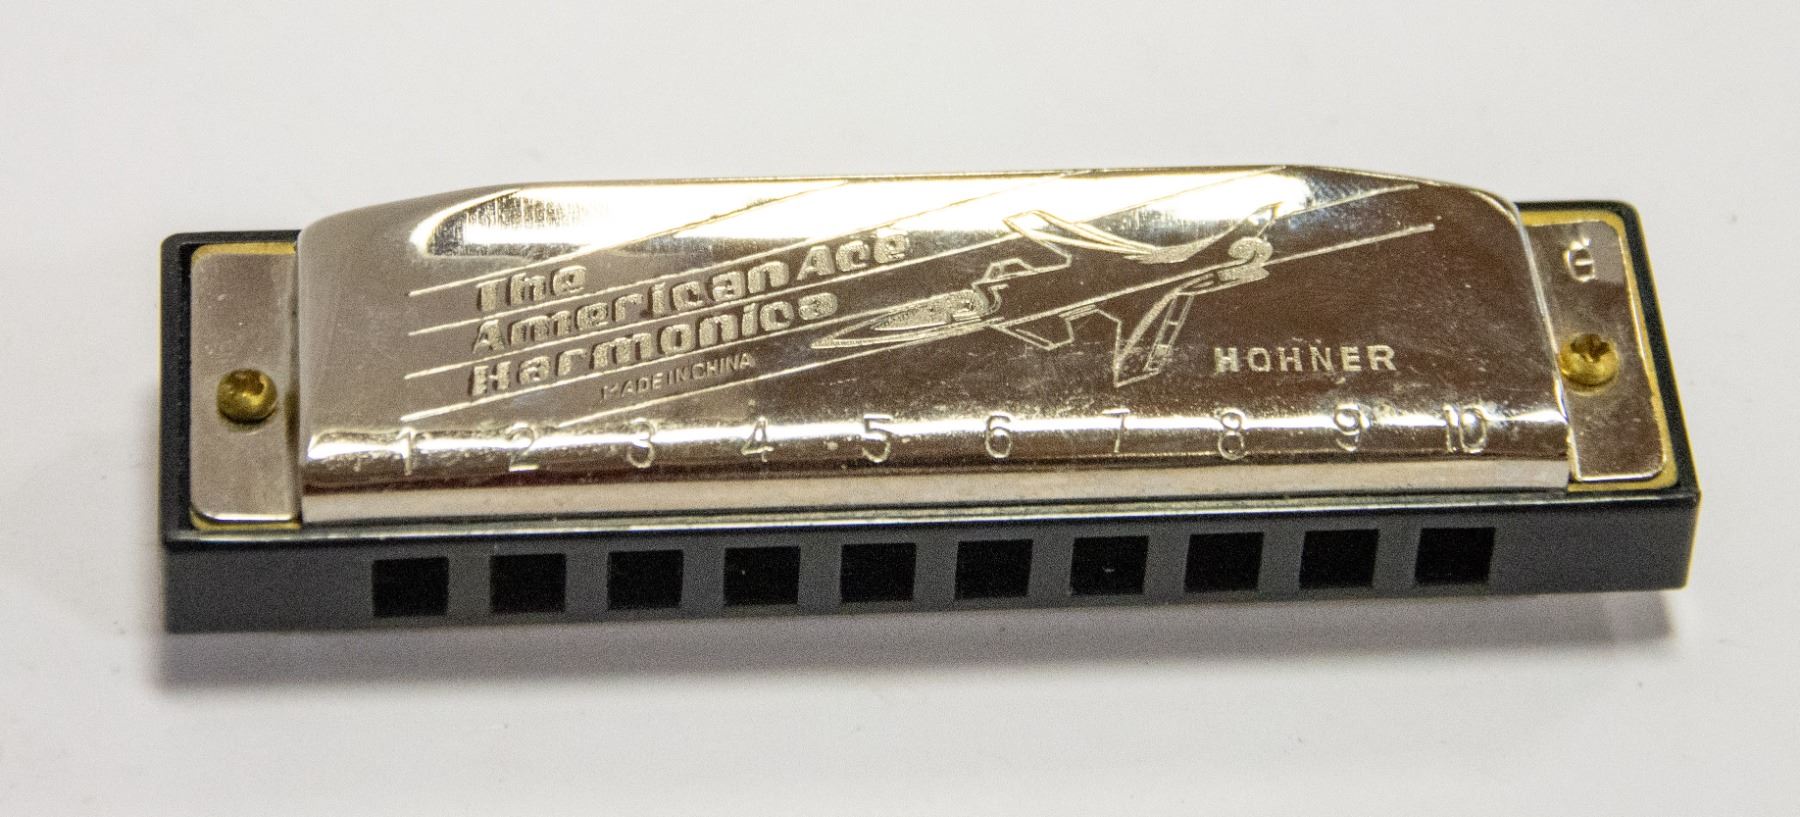 The
American Ace
Harmonica
MADE IN CHINA
HOHNER
1 2 3 4 5 6 7 8 9 10